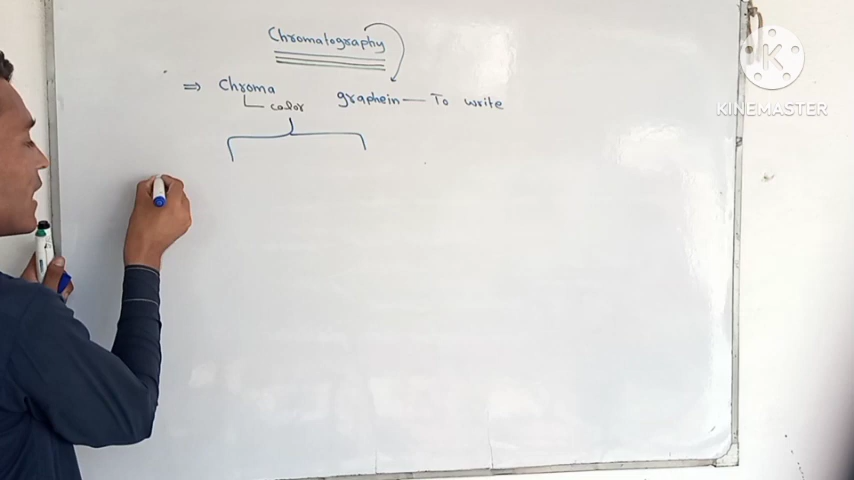 Chromatography
⇒ Chroma graphein — To write
color
KINEMASTER